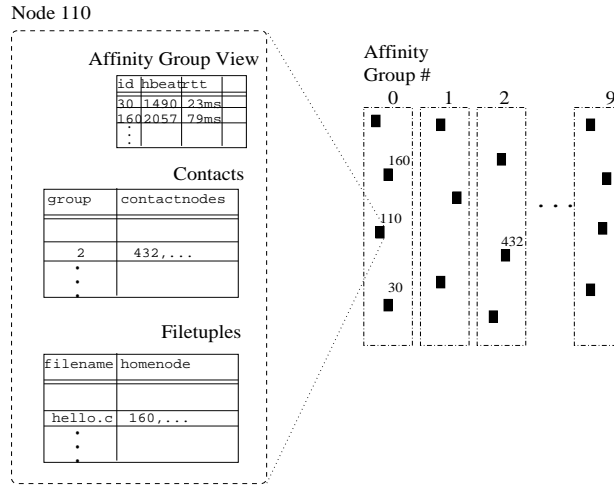 Node 110
Affinity Group View
id hbeat rtt
30 1490 23ms
160 2057 79ms
Contacts
group contactnodes
2 432,...
Filetuples
filename homenode
hello.c 160,...
Affinity
Group #
0 1 2 9
160
110
432
30
. . .